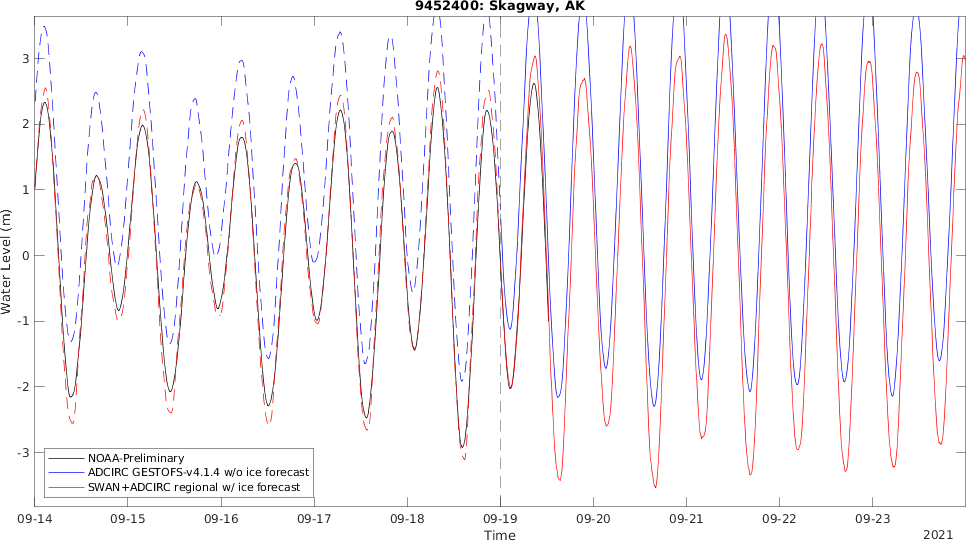 9452400: Skagway, AK
Water Level (m)
3
2
1
0
-1
-2
-3
NOAA-Preliminary
ADCIRC GESTOFS-v4.1.4 w/o ice forecast
SWAN+ADCIRC regional w/ ice forecast
09-14 09-15 09-16 09-17 09-18 09-19 09-20 09-21 09-22 09-23
Time
2021